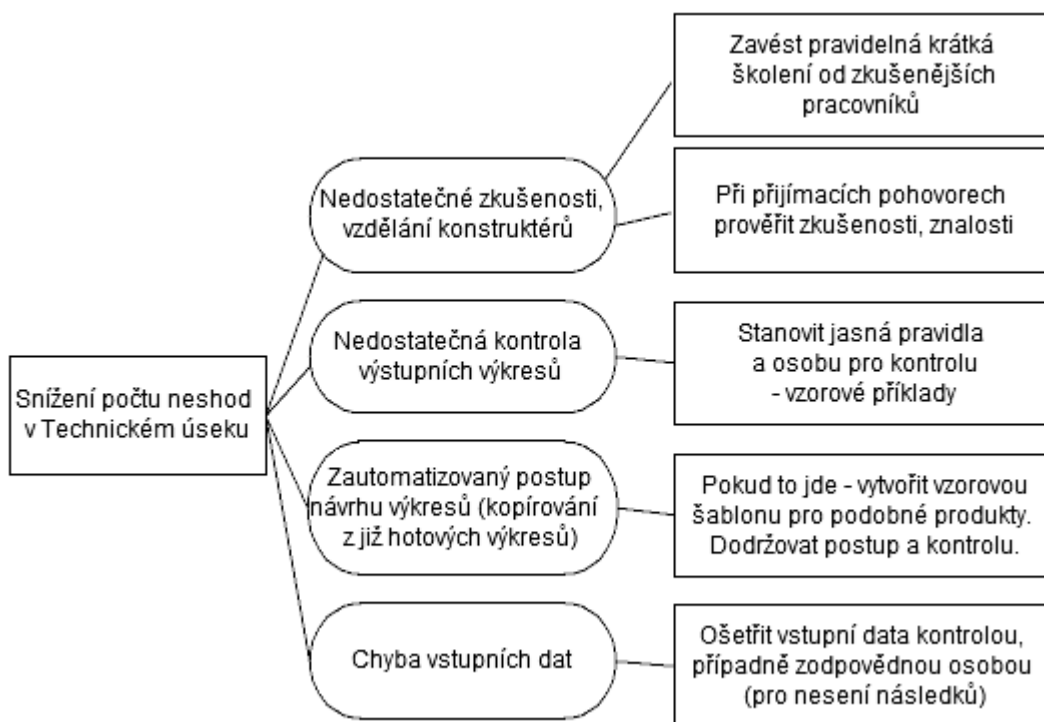 Snížení počtu neshod
v Technickém úseku
Nedostatečné zkušenosti,
vzdělání konstruktérů
Zavést pravidelná krátká
školení od zkušenějších
pracovníků
Při přijímacích pohovorech
prověřit zkušenosti, znalosti
Nedostatečná kontrola
výstupních výkresů
Stanovit jasná pravidla
a osobu pro kontrolu
- vzorové příklady
Zautomatizovaný postup
návrhu výkresů (kopírování
z již hotových výkresů)
Pokud to jde - vytvořit vzorovou
šablonu pro podobné produkty.
Dodržovat postup a kontrolu.
Chyba vstupních dat
Ošetřit vstupní data kontrolou,
případně zodpovědnou osobou
(pro nesení následků)